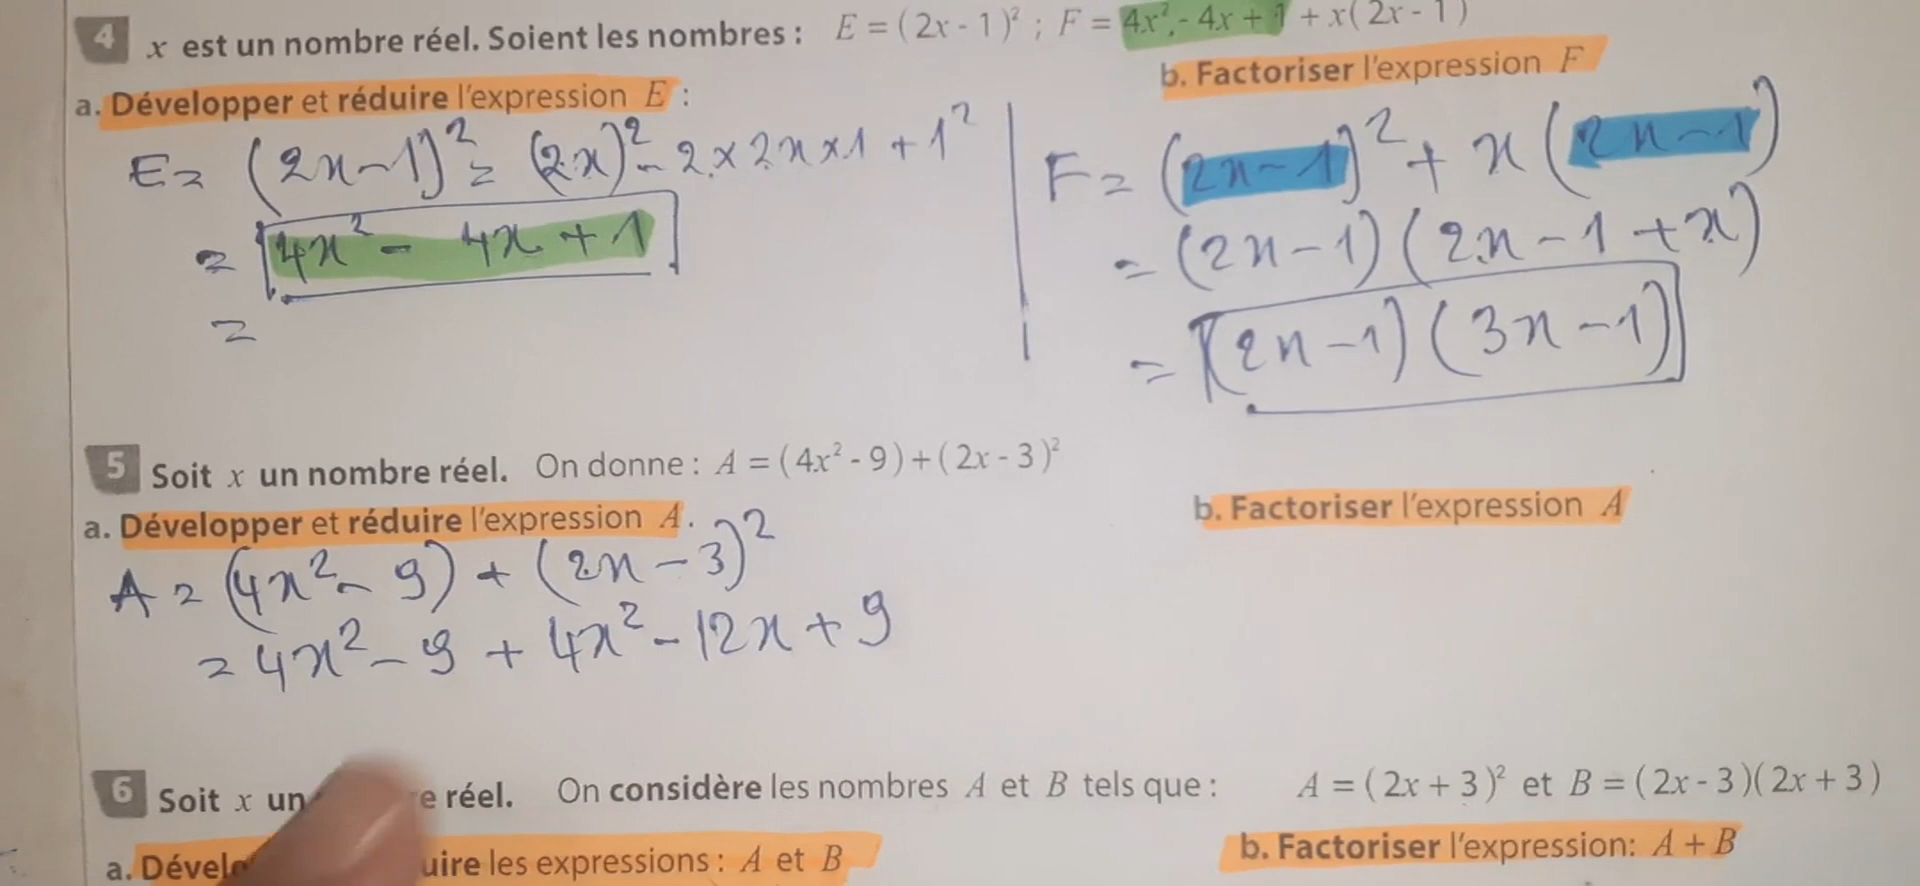 4 x est un nombre réel. Soient les nombres : E = (2x - 1)² ; F = 4x² - 4x + 1 + x(2x - 1)
a. Développer et réduire l'expression E :
E = (2x - 1)² = (2x)² - 2 × 2x × 1 + 1²
= 4x² - 4x + 1
=
b. Factoriser l'expression F
F = (2x - 1)² + x(2x - 1)
= (2x - 1)(2x - 1 + x)
= (2x - 1)(3x - 1)
5 Soit x un nombre réel. On donne : A = (4x² - 9) + (2x - 3)²
a. Développer et réduire l'expression A.
A = (4x² - 9) + (2x - 3)²
= 4x² - 9 + 4x² - 12x + 9
b. Factoriser l'expression A
6 Soit x un re réel. On considère les nombres A et B tels que : A = (2x + 3)² et B = (2x - 3)(2x + 3)
a. Dévelo uire les expressions : A et B
b. Factoriser l'expression: A + B